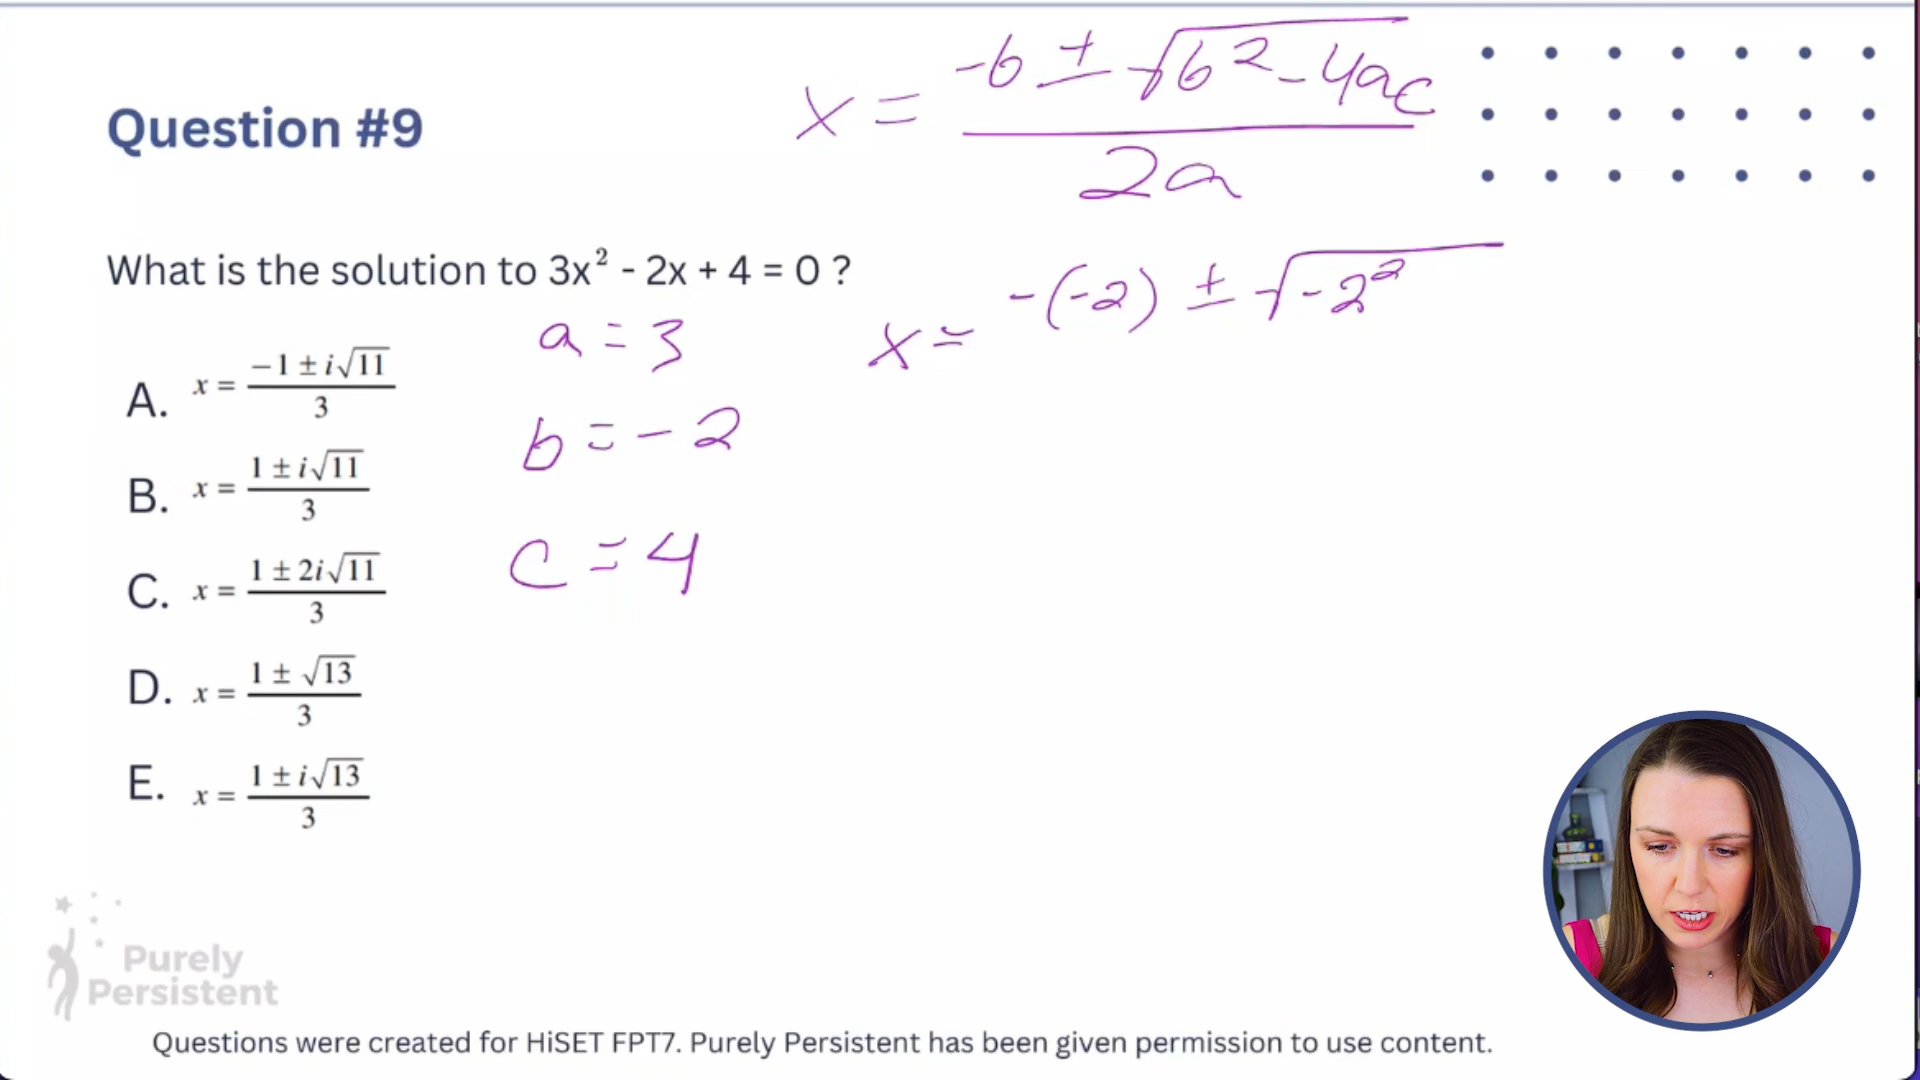 x = -b ± √b² - 4ac / 2a
Question #9
What is the solution to 3x² - 2x + 4 = 0 ?
x = -(-2) ± √-2²
a = 3
b = -2
c = 4
A. x = −1 ± i√11 / 3
B. x = 1 ± i√11 / 3
C. x = 1 ± 2i√11 / 3
D. x = 1 ± √13 / 3
E. x = 1 ± i√13 / 3
Purely
Persistent
Questions were created for HiSET FPT7. Purely Persistent has been given permission to use content.